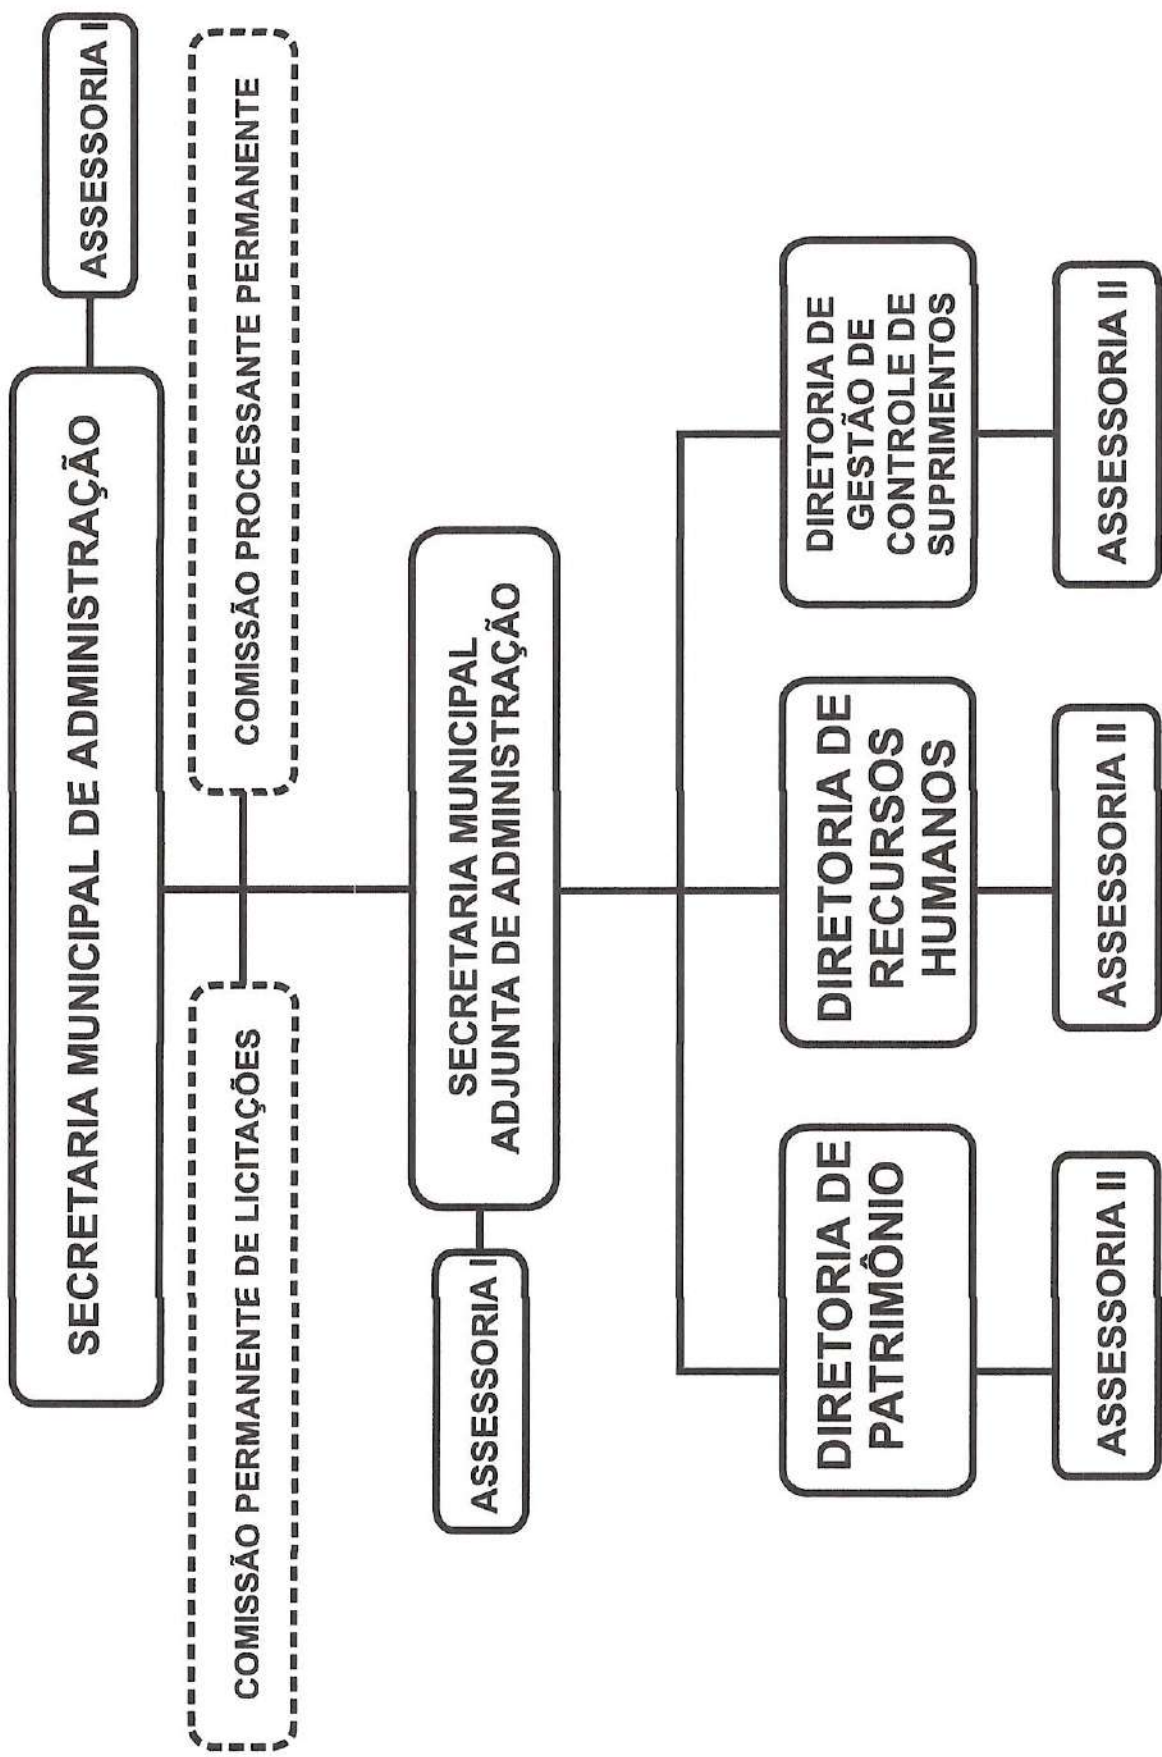 SECRETARIA MUNICIPAL DE ADMINISTRAÇÃO
ASSESSORIA I
COMISSÃO PERMANENTE DE LICITAÇÕES
COMISSÃO PROCESSANTE PERMANENTE
ASSESSORIA I
SECRETARIA MUNICIPAL
ADJUNTA DE ADMINISTRAÇÃO
DIRETORIA DE
PATRIMÔNIO
DIRETORIA DE
RECURSOS
HUMANOS
DIRETORIA DE
GESTÃO DE
CONTROLE DE
SUPRIMENTOS
ASSESSORIA II
ASSESSORIA II
ASSESSORIA II